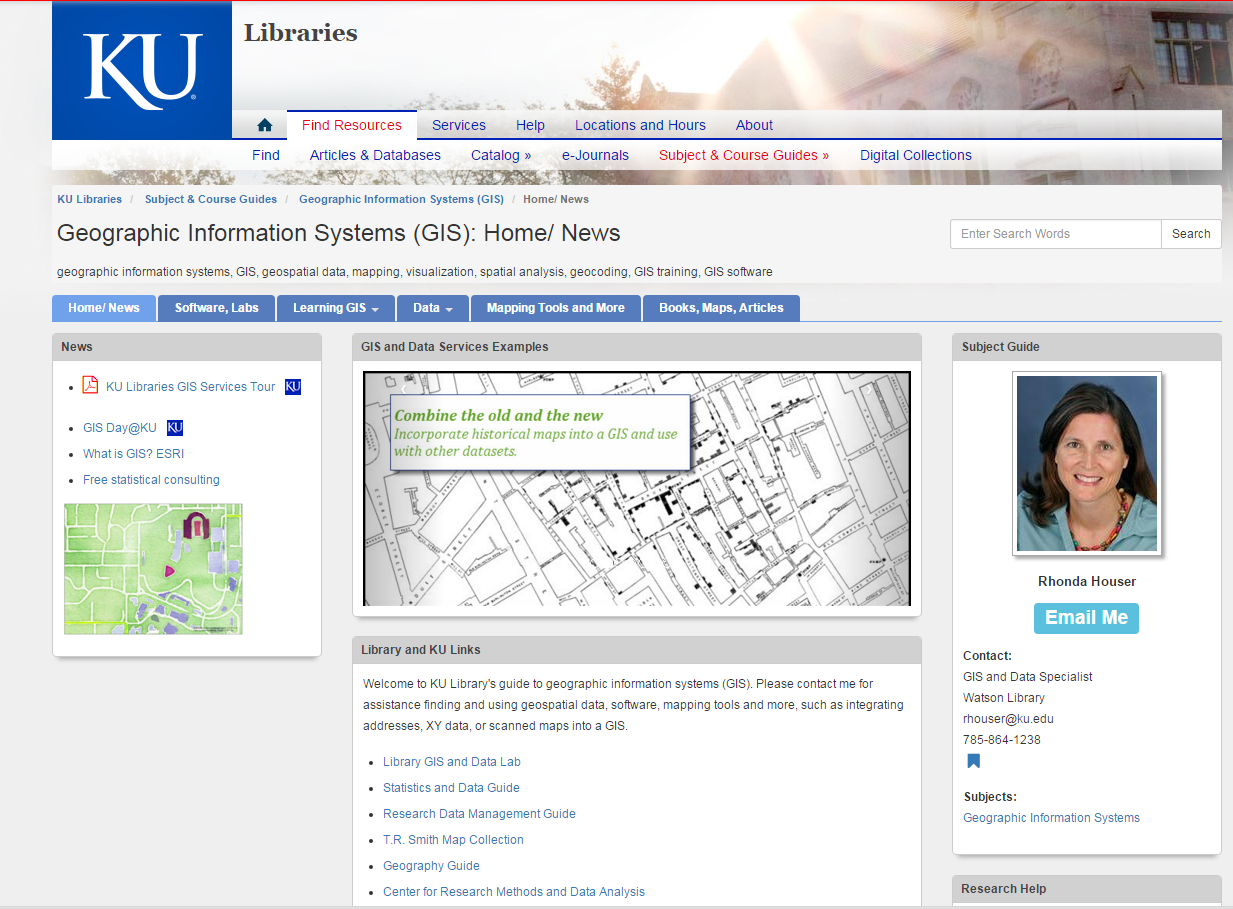 KU
Libraries
Find Resources
Services
Help
Locations and Hours
About
Find
Articles & Databases
Catalog »
e-Journals
Subject & Course Guides »
Digital Collections
KU Libraries / Subject & Course Guides / Geographic Information Systems (GIS) / Home/ News
Geographic Information Systems (GIS): Home/ News
Enter Search Words
Search
geographic information systems, GIS, geospatial data, mapping, visualization, spatial analysis, geocoding, GIS training, GIS software
Home/ News
Software, Labs
Learning GIS
Data
Mapping Tools and More
Books, Maps, Articles
News
KU Libraries GIS Services Tour KU
GIS Day@KU KU
What is GIS? ESRI
Free statistical consulting
GIS and Data Services Examples
Combine the old and the new
Incorporate historical maps into a GIS and use
with other datasets.
Library and KU Links
Welcome to KU Library's guide to geographic information systems (GIS). Please contact me for
assistance finding and using geospatial data, software, mapping tools and more, such as integrating
addresses, XY data, or scanned maps into a GIS.
Library GIS and Data Lab
Statistics and Data Guide
Research Data Management Guide
T.R. Smith Map Collection
Geography Guide
Center for Research Methods and Data Analysis
Subject Guide
Rhonda Houser
Email Me
Contact:
GIS and Data Specialist
Watson Library
rhouser@ku.edu
785-864-1238
Subjects:
Geographic Information Systems
Research Help